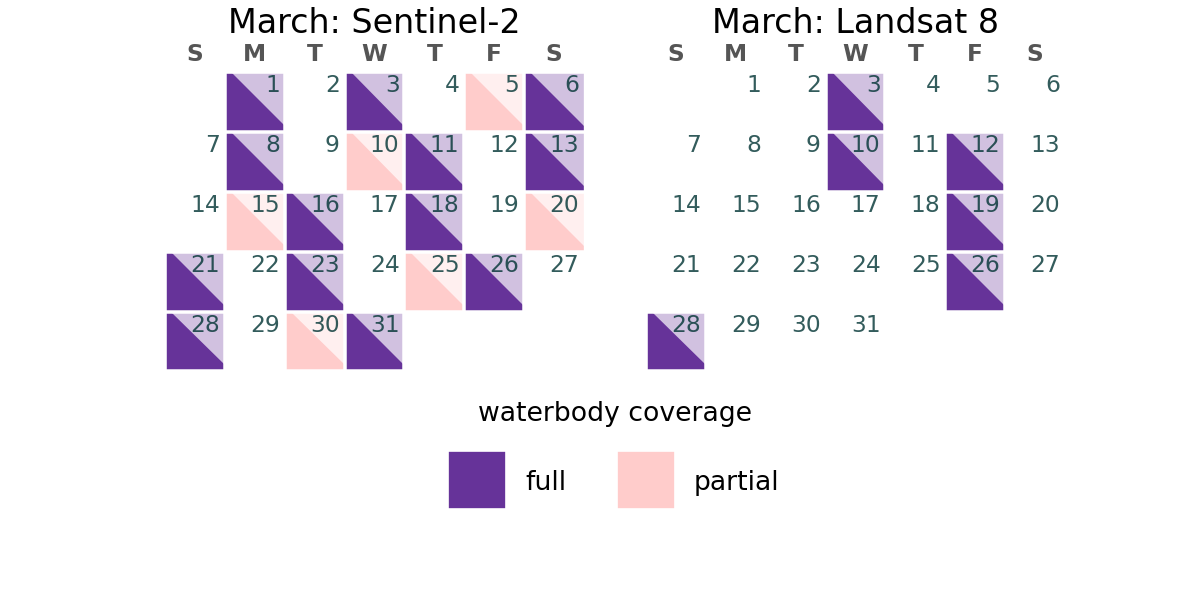 March: Sentinel-2
S M T W T F S
1 2 3 4 5 6
7 8 9 10 11 12 13
14 15 16 17 18 19 20
21 22 23 24 25 26 27
28 29 30 31
March: Landsat 8
S M T W T F S
1 2 3 4 5 6
7 8 9 10 11 12 13
14 15 16 17 18 19 20
21 22 23 24 25 26 27
28 29 30 31
waterbody coverage
full partial